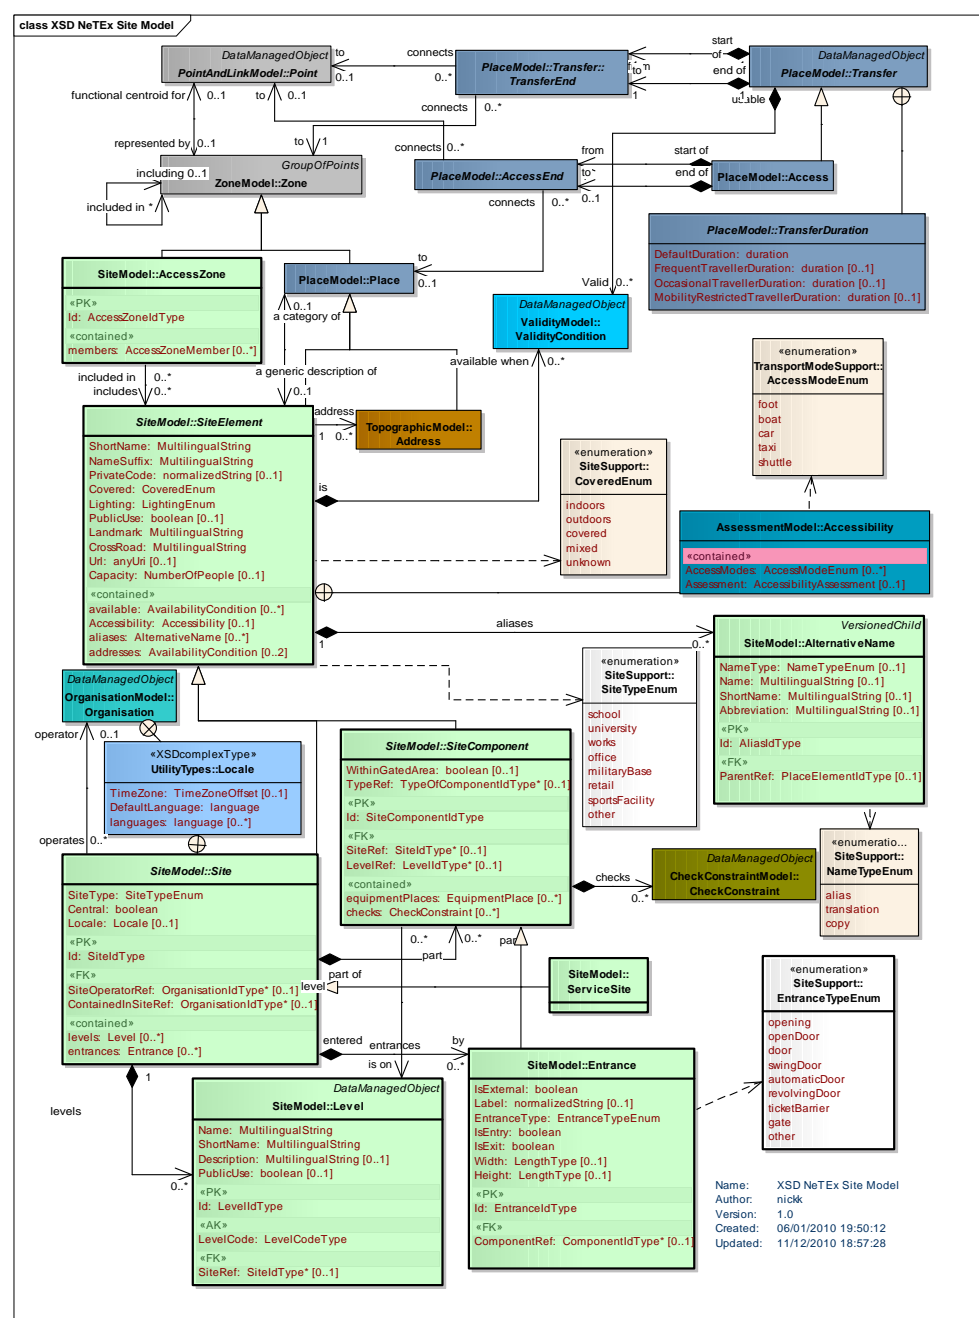 class XSD NeTEx Site Model
DataManagedObject
PointAndLinkModel::Point
to
0..1
connects
0..*
PlaceModel::Transfer::
TransferEnd
start
of
end of
to
1
1
usable
DataManagedObject
PlaceModel::Transfer
functional centroid for
0..1
to
0..1
connects
0..*
represented by
0..1
to
1
connects
0..*
GroupOfPoints
ZoneModel::Zone
including 0..1
included in *
PlaceModel::AccessEnd
from
to
0..1
start of
end of
PlaceModel::Access
connects
0..*
PlaceModel::TransferDuration
DefaultDuration: duration
FrequentTravellerDuration: duration [0..1]
OccasionalTravellerDuration: duration [0..1]
MobilityRestrictedTravellerDuration: duration [0..1]
SiteModel::AccessZone
«PK»
Id: AccessZoneIdType
«contained»
members: AccessZoneMember [0..*]
PlaceModel::Place
to
0..1
0..1
a category of
Valid
0..*
DataManagedObject
ValidityModel::
ValidityCondition
available when
0..*
a generic description of
0..1
included in
0..*
includes
0..*
«enumeration»
TransportModeSupport::
AccessModeEnum
foot
boat
car
taxi
shuttle
SiteModel::SiteElement
ShortName: MultilingualString
NameSuffix: MultilingualString
PrivateCode: normalizedString [0..1]
Covered: CoveredEnum
Lighting: LightingEnum
PublicUse: boolean [0..1]
Landmark: MultilingualString
CrossRoad: MultilingualString
Url: anyUri [0..1]
Capacity: NumberOfPeople [0..1]
«contained»
available: AvailabilityCondition [0..*]
Accessibility: Accessibility [0..1]
aliases: AlternativeName [0..*]
addresses: AvailabilityCondition [0..2]
address
1
0..*
TopographicModel::
Address
is
«enumeration»
SiteSupport::
CoveredEnum
indoors
outdoors
covered
mixed
unknown
AssessmentModel::Accessibility
«contained»
AccessModes: AccessModeEnum [0..*]
Assessment: AccessibilityAssessment [0..1]
aliases
1
0..*
VersionedChild
SiteModel::AlternativeName
NameType: NameTypeEnum [0..1]
Name: MultilingualString [0..1]
ShortName: MultilingualString [0..1]
Abbreviation: MultilingualString [0..1]
«PK»
Id: AliasIdType
«FK»
ParentRef: PlaceElementIdType [0..1]
«enumeration»
SiteSupport::
SiteTypeEnum
school
university
works
office
militaryBase
retail
sportsFacility
other
DataManagedObject
OrganisationModel::
Organisation
operator
0..1
«XSDcomplexType»
UtilityTypes::Locale
TimeZone: TimeZoneOffset [0..1]
DefaultLanguage: language
languages: language [0..*]
operates
0..*
SiteModel::SiteComponent
WithinGatedArea: boolean [0..1]
TypeRef: TypeOfComponentIdType* [0..1]
«PK»
Id: SiteComponentIdType
«FK»
SiteRef: SiteIdType* [0..1]
LevelRef: LevelIdType* [0..1]
«contained»
equipmentPlaces: EquipmentPlace [0..*]
checks: CheckConstraint [0..*]
checks
0..*
DataManagedObject
CheckConstraintModel::
CheckConstraint
«enumeratio...
SiteSupport::
NameTypeEnum
alias
translation
copy
SiteModel::Site
SiteType: SiteTypeEnum
Central: boolean
Locale: Locale [0..1]
«PK»
Id: SiteIdType
«FK»
SiteOperatorRef: OrganisationIdType* [0..1]
ContainedInSiteRef: OrganisationIdType* [0..1]
«contained»
levels: Level [0..*]
entrances: Entrance [0..*]
0..*
0..*
part
part of
level
SiteModel::
ServiceSite
entered
entrances
by
0..*
is on
«enumeration»
SiteSupport::
EntranceTypeEnum
opening
openDoor
door
swingDoor
automaticDoor
revolvingDoor
ticketBarrier
gate
other
1
levels
0..*
DataManagedObject
SiteModel::Level
Name: MultilingualString
ShortName: MultilingualString
Description: MultilingualString [0..1]
PublicUse: boolean [0..1]
«PK»
Id: LevelIdType
«AK»
LevelCode: LevelCodeType
«FK»
SiteRef: SiteIdType* [0..1]
SiteModel::Entrance
IsExternal: boolean
Label: normalizedString [0..1]
EntranceType: EntranceTypeEnum
IsEntry: boolean
IsExit: boolean
Width: LengthType [0..1]
Height: LengthType [0..1]
«PK»
Id: EntranceIdType
«FK»
ComponentRef: ComponentIdType* [0..1]
Name: XSD NeTEx Site Model
Author: nickk
Version: 1.0
Created: 06/01/2010 19:50:12
Updated: 11/12/2010 18:57:28